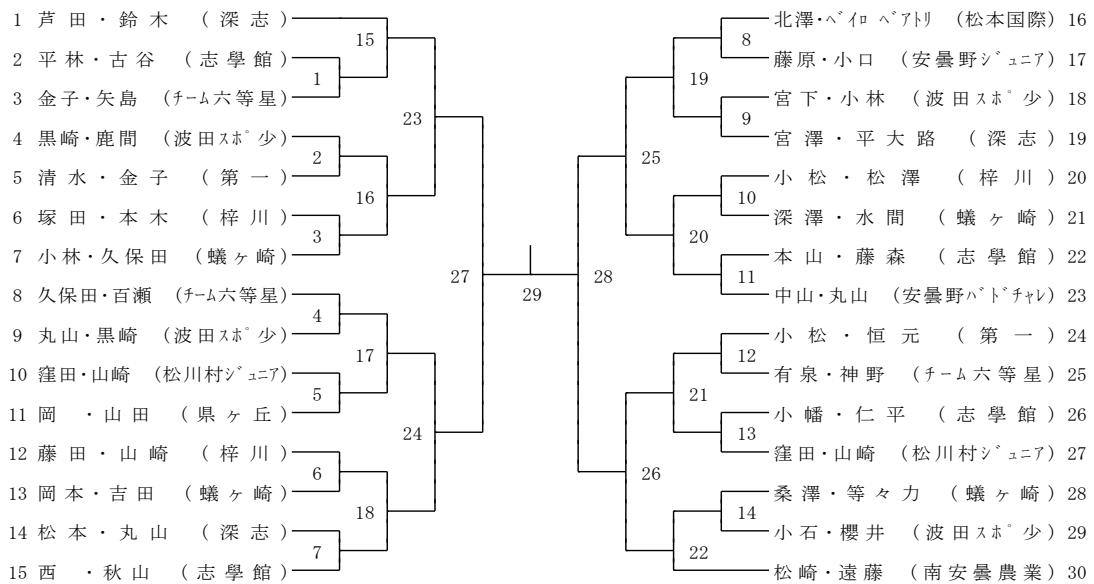 1 芦田・鈴木 (深志)
2 平林・古谷 (志學館)
3 金子・矢島 (ﾁｰﾑ六等星)
4 黒崎・鹿間 (波田ｽﾎﾟ少)
5 清水・金子 (第一)
6 塚田・本木 (梓川)
7 小林・久保田 (蟻ヶ崎)
8 久保田・百瀬 (ﾁｰﾑ六等星)
9 丸山・黒崎 (波田ｽﾎﾟ少)
10 窪田・山崎 (松川村ｼﾞｭﾆｱ)
11 岡・山田 (県ヶ丘)
12 藤田・山崎 (梓川)
13 岡本・吉田 (蟻ヶ崎)
14 松本・丸山 (深志)
15 西・秋山 (志學館)
15
1
2
16
3
23
4
17
5
6
18
7
24
27
29
28
8
19
9
25
10
20
11
12
21
13
26
14
22
北澤・ﾍﾞｲﾛ ﾍﾞｱﾄﾘ (松本国際) 16
藤原・小口 (安曇野ｼﾞｭﾆｱ) 17
宮下・小林 (波田ｽﾎﾟ少) 18
宮澤・平大路 (深志) 19
小松・松澤 (梓川) 20
深澤・水間 (蟻ヶ崎) 21
本山・藤森 (志學館) 22
中山・丸山 (安曇野ﾊﾞﾄﾞﾁｬﾚ) 23
小松・恒元 (第一) 24
有泉・神野 (ﾁｰﾑ六等星) 25
小幡・仁平 (志學館) 26
窪田・山崎 (松川村ｼﾞｭﾆｱ) 27
桑澤・等々力 (蟻ヶ崎) 28
小石・櫻井 (波田ｽﾎﾟ少) 29
松崎・遠藤 (南安曇農業) 30